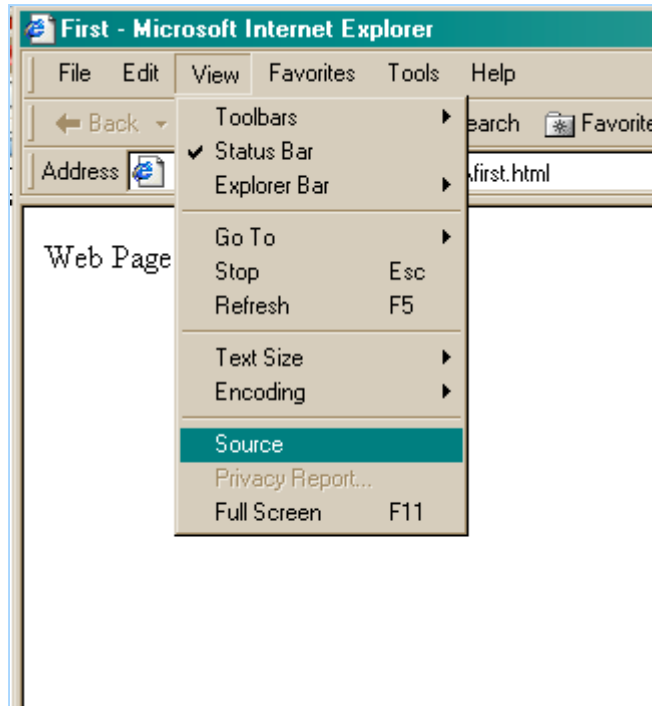 First - Microsoft Internet Explorer
File Edit View Favorites Tools Help
Back
Toolbars
Status Bar
Explorer Bar
Go To
Stop Esc
Refresh F5
Text Size
Encoding
Source
Privacy Report...
Full Screen F11
earch Favorite
Address \first.html
Web Page